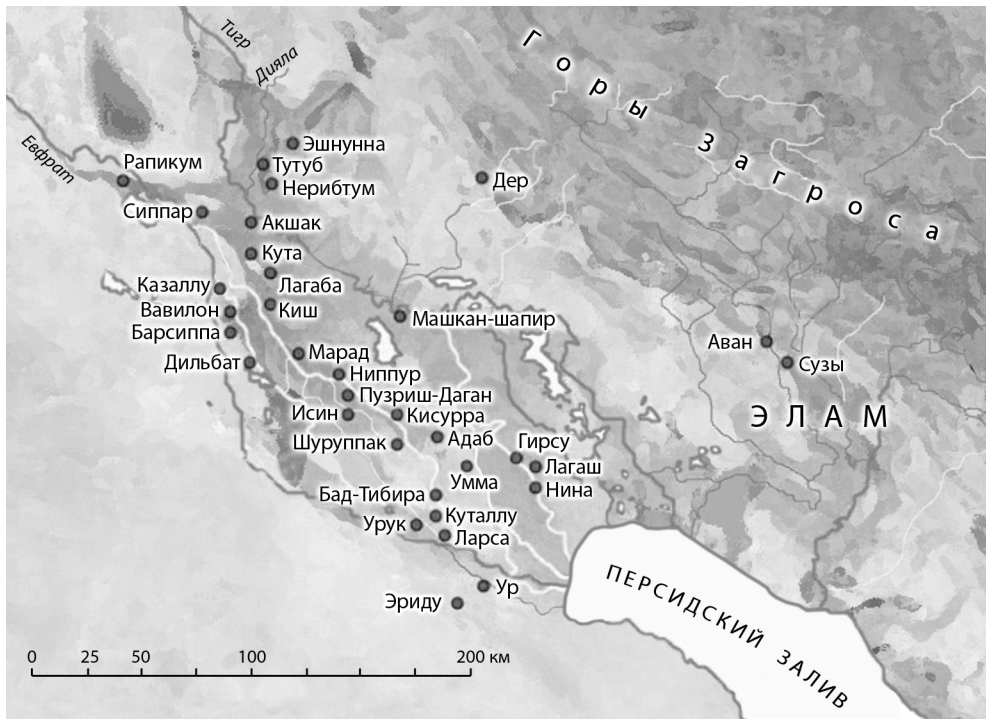 Тигр
Дияла
Горы Загроса
Евфрат
Эшнунна
Рапикум
Тутуб
Нерибтум
Дер
Сиппар
Акшак
Кута
Лагаба
Казаллу
Киш
Вавилон
Машкан-шапир
Барсиппа
Аван
Марад
Дильбат
Сузы
Ниппур
Пузриш-Даган
Исин
Кисурра
ЭЛАМ
Шуруппак
Адаб
Гирсу
Лагаш
Умма
Нина
Бад-Тибира
Куталлу
Урук
Ларса
Ур
Эриду
ПЕРСИДСКИЙ ЗАЛИВ
0 25 50 100 200 км